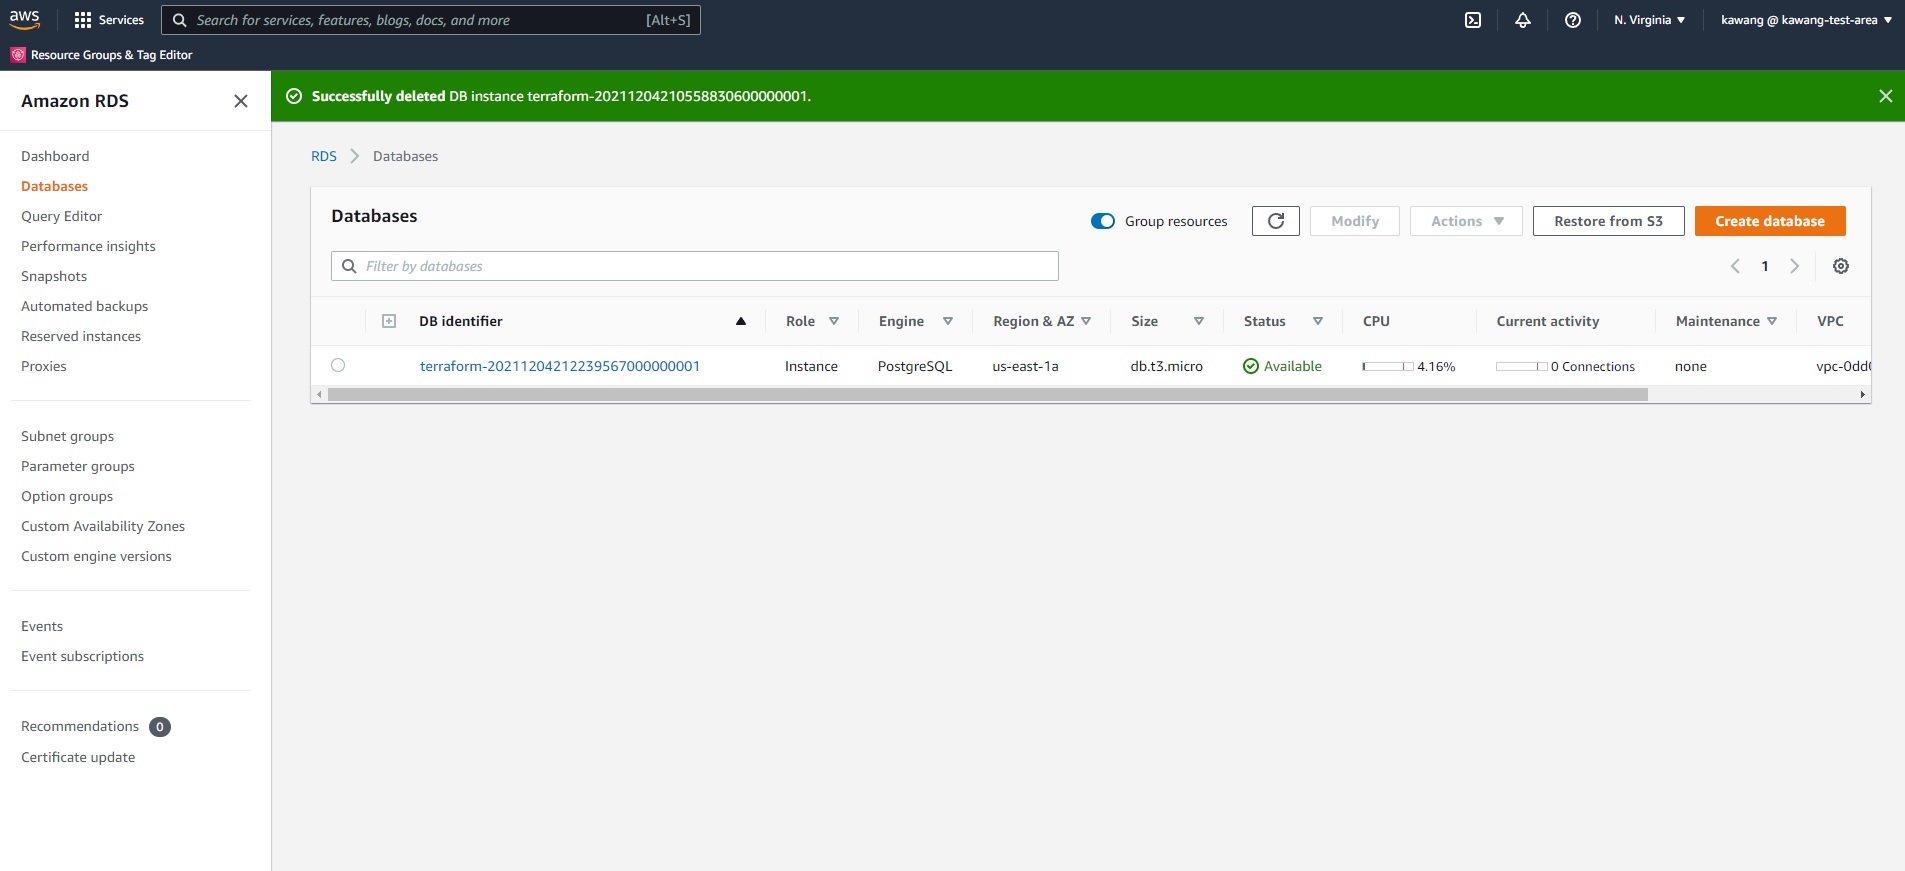 aws
Services
Search for services, features, blogs, docs, and more [Alt+S]
N. Virginia
kawang @ kawang-test-area
Resource Groups & Tag Editor
Amazon RDS
Dashboard
Databases
Query Editor
Performance insights
Snapshots
Automated backups
Reserved instances
Proxies
Subnet groups
Parameter groups
Option groups
Custom Availability Zones
Custom engine versions
Events
Event subscriptions
Recommendations 0
Certificate update
Successfully deleted DB instance terraform-20211204210558830600000001.
RDS Databases
Databases
Group resources
Modify
Actions
Restore from S3
Create database
Filter by databases
1
DB identifier Role Engine Region & AZ Size Status CPU Current activity Maintenance VPC
terraform-20211204212239567000000001 Instance PostgreSQL us-east-1a db.t3.micro Available 4.16% 0 Connections none vpc-0dd